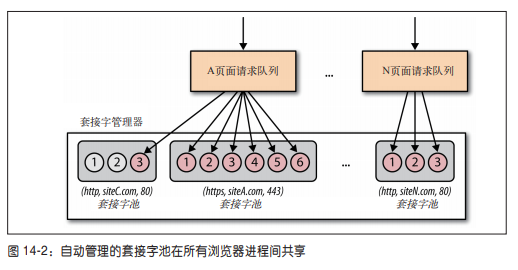 A页面请求队列
...
N页面请求队列
套接字管理器
1 2 3
1 2 3 4 5 6
...
1 2 3
(http, siteC.com, 80)
套接字池
(https, siteA.com, 443)
套接字池
(http, siteN.com, 80)
套接字池
图 14-2：自动管理的套接字池在所有浏览器进程间共享